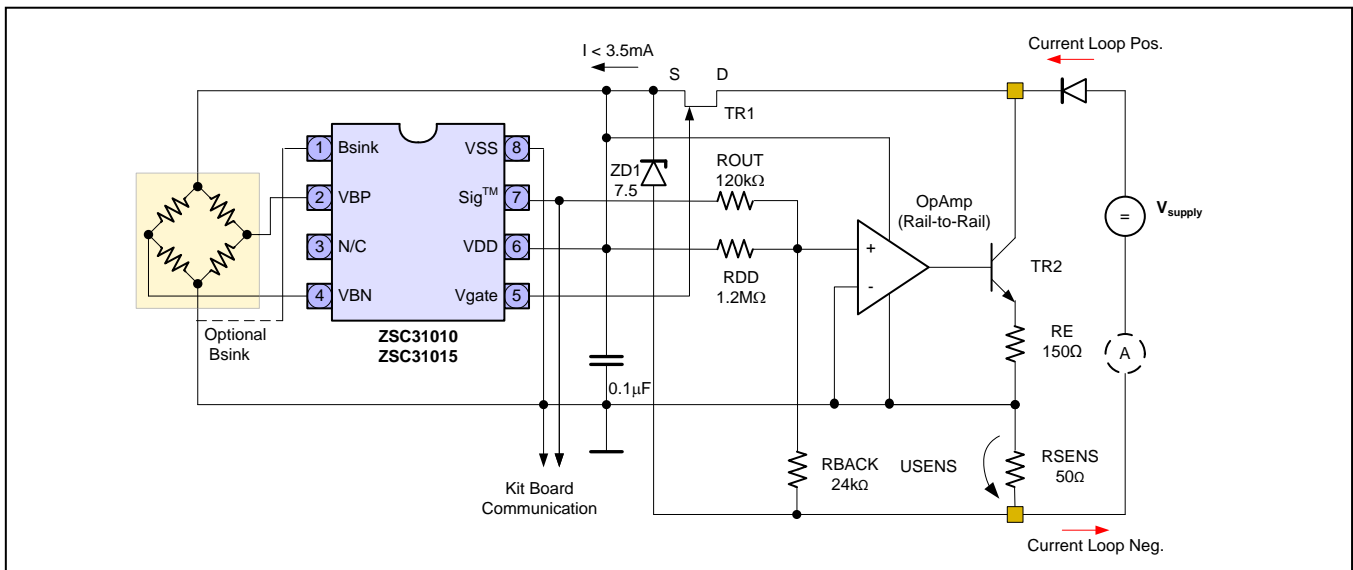 I < 3.5mA
Current Loop Pos.
S
D
TR1
1
Bsink
VSS
8
2
VBP
Sig™
7
3
N/C
VDD
6
4
VBN
Vgate
5
ZSC31010
ZSC31015
Optional
Bsink
ZD1
7.5
ROUT
120kΩ
RDD
1.2MΩ
OpAmp
(Rail-to-Rail)
+
-
TR2
=
Vsupply
RE
150Ω
A
0.1μF
RBACK
24kΩ
USENS
RSENS
50Ω
Kit Board
Communication
Current Loop Neg.